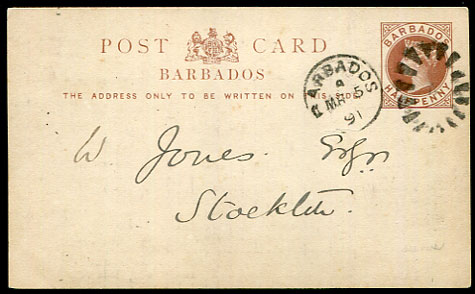 POST CARD
BARBADOS
THE ADDRESS ONLY TO BE WRITTEN ON THIS SIDE
BARBADOS
HALFPENNY
BARBADOS
A
MR 5
91
W Jones. Esqr
Stockltn.